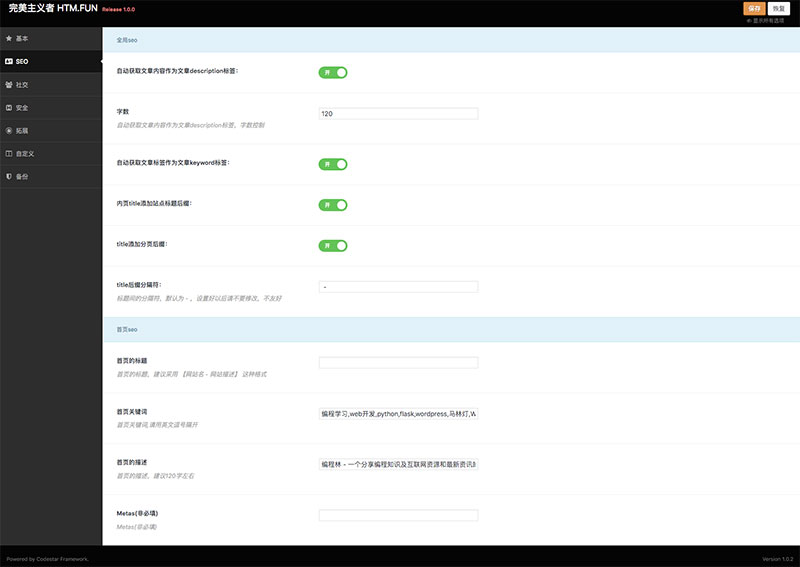 完美主义者 HTM.FUN Release 1.0.0
保存 恢复
显示所有选项
基本
SEO
社交
安全
拓展
自定义
备份
全局seo
自动获取文章内容作为文章description标签：
开
字数
自动获取文章内容作为文章description标签，字数控制
120
自动获取文章标签作为文章keyword标签：
开
内页title添加站点标题后缀：
开
title添加分页后缀：
开
title后缀分隔符：
标题间的分隔符，默认为 - 。设置好以后请不要修改，不友好
-
首页seo
首页的标题
首页的标题，建议采用 【网站名 - 网站描述】 这种格式
首页关键词
首页关键词,请用英文逗号隔开
编程学习,web开发,python,flask,wordpress,马林灯,W
首页的描述
首页的描述，建议120字左右
编程林 - 一个分享编程知识及互联网资源和最新资讯
Metas(非必填)
Metas(非必填)
Powered by Codestar Framework.
Version 1.0.2